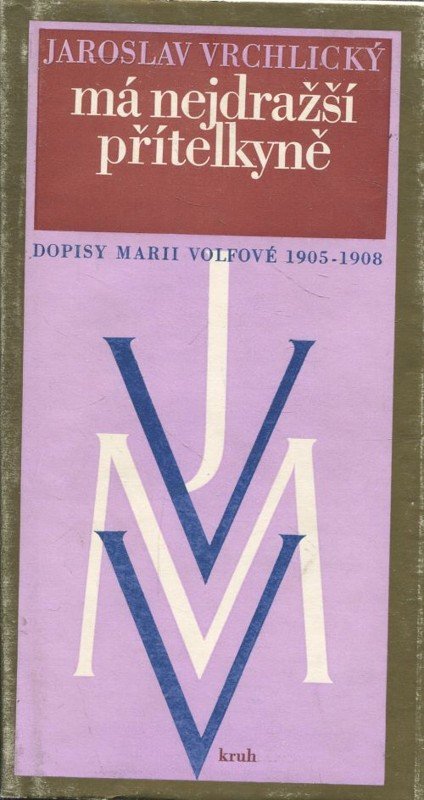 JAROSLAV VRCHLICKÝ
má nejdražší
přítelkyně
DOPISY MARII VOLFOVÉ 1905-1908
J V
M
V
kruh